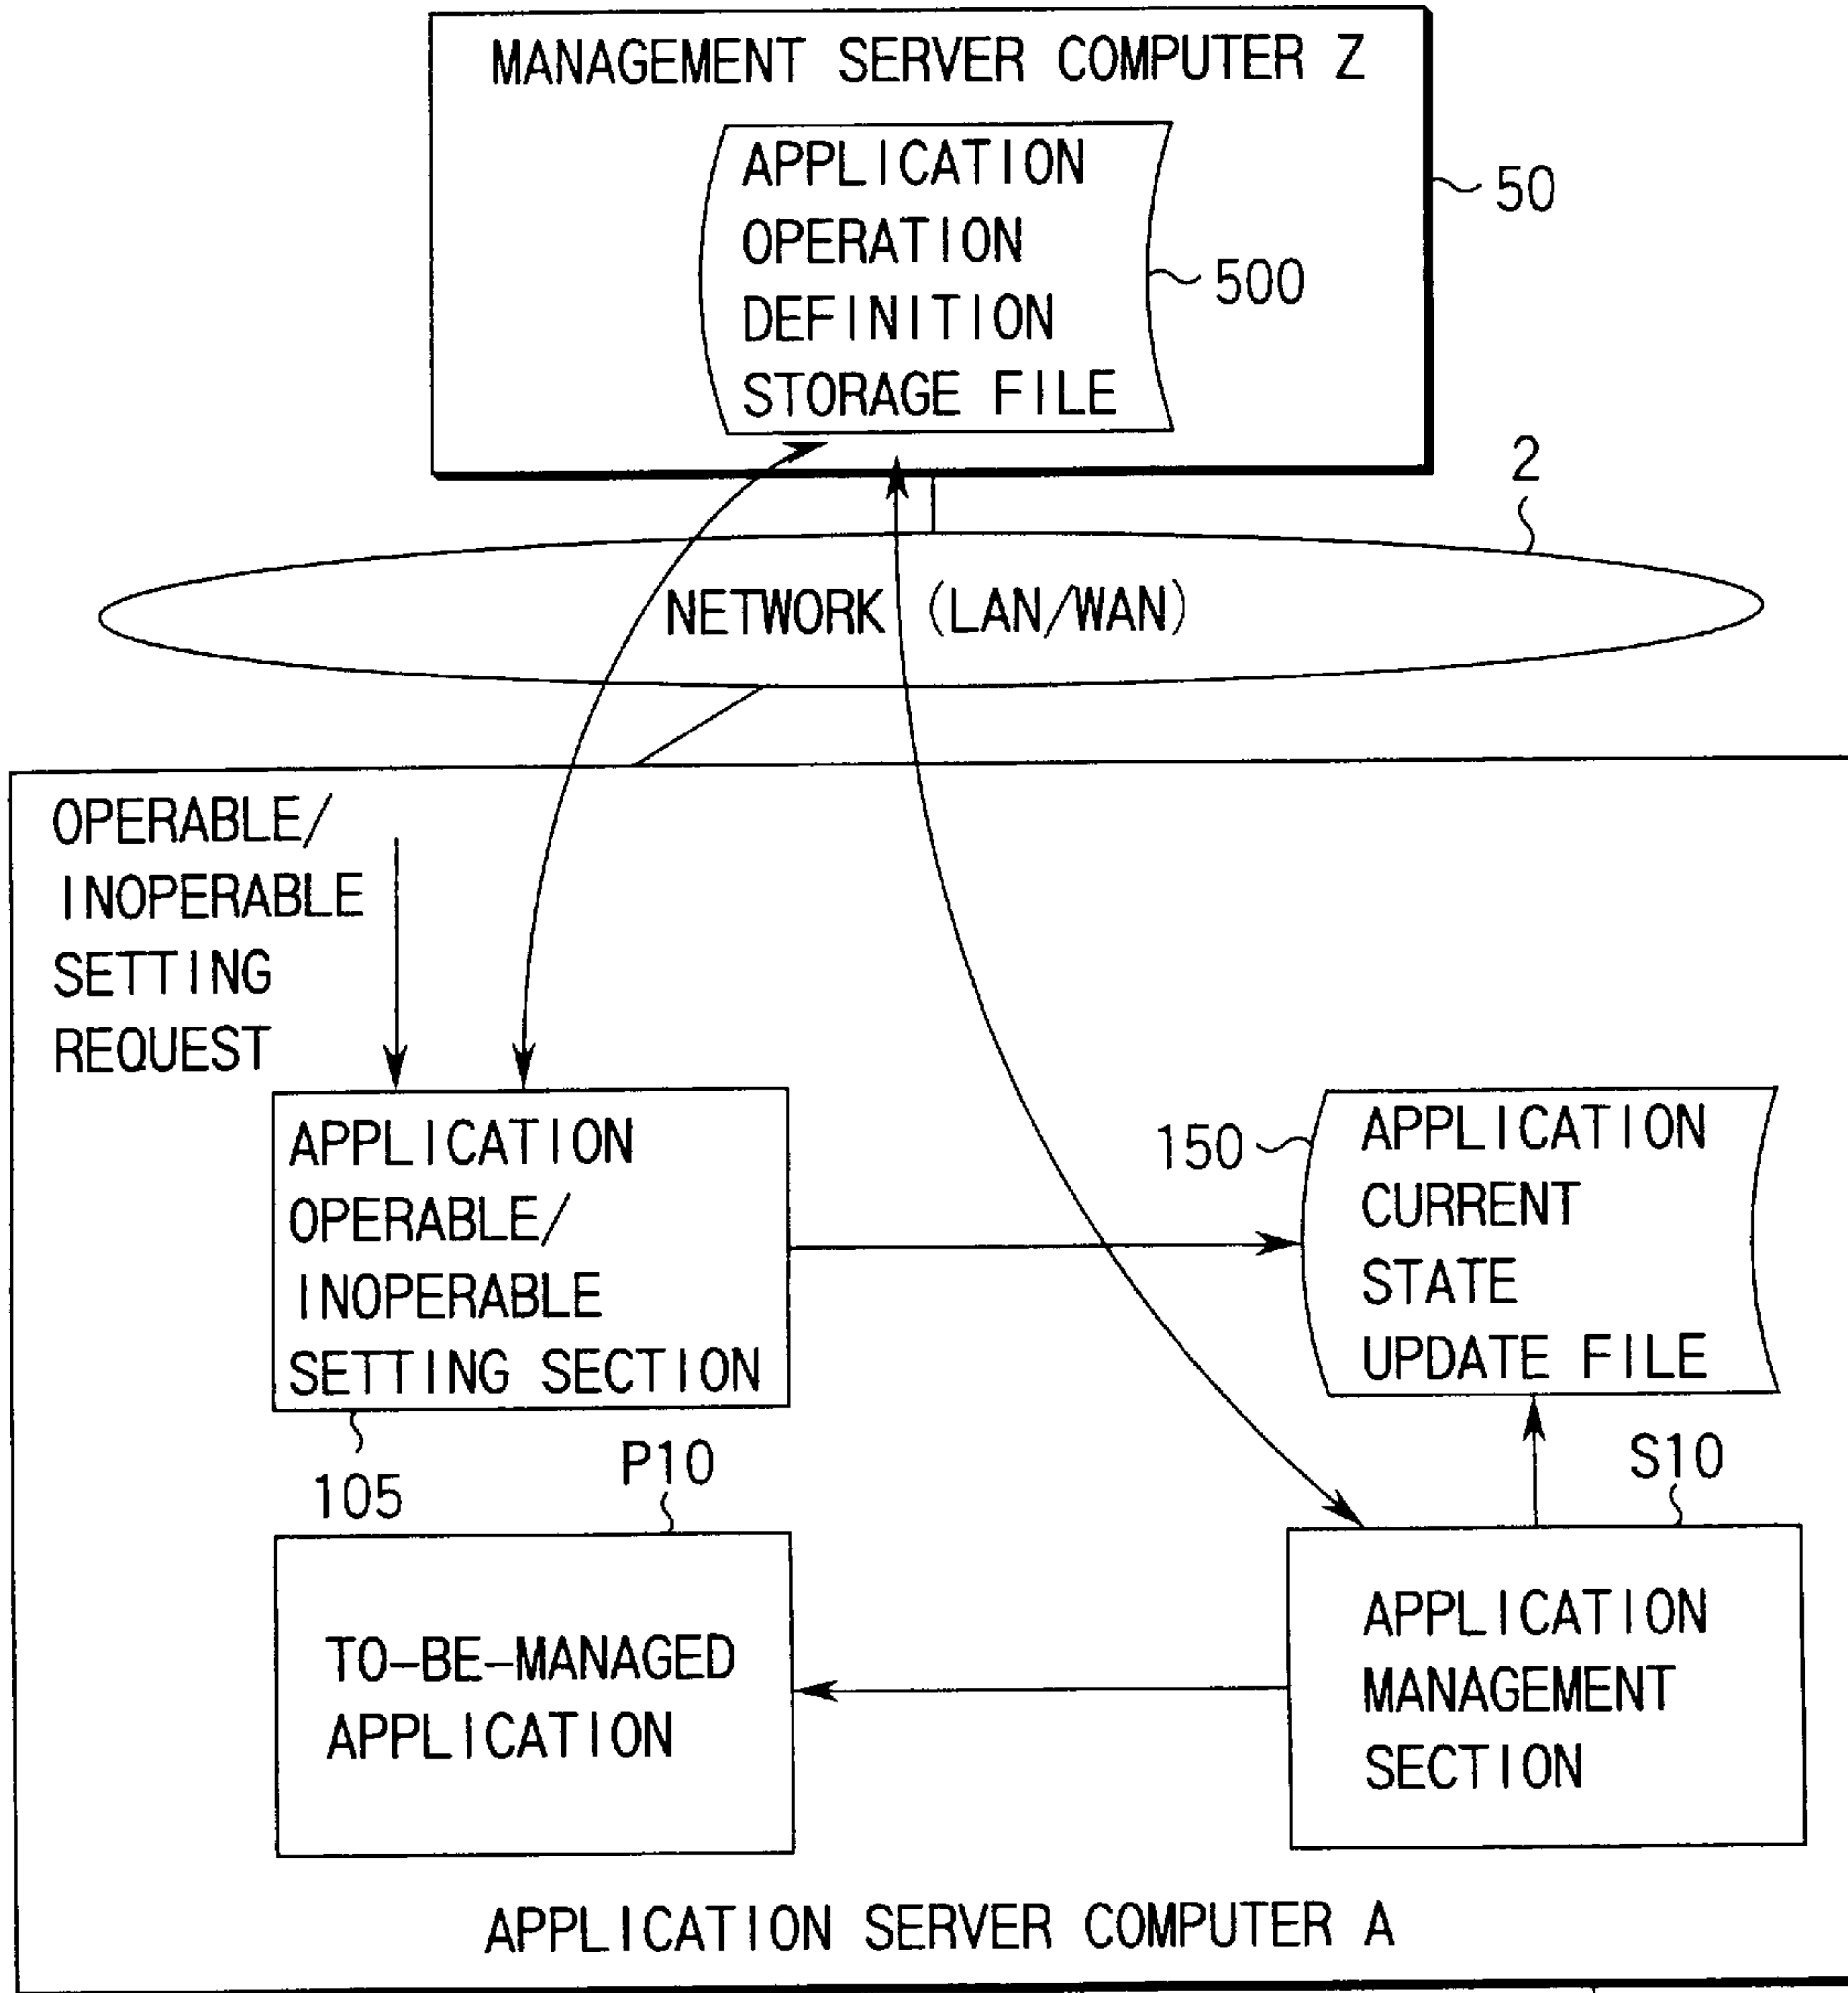 MANAGEMENT SERVER COMPUTER Z
APPLICATION
OPERATION
DEFINITION
STORAGE FILE
50
500
2
NETWORK (LAN/WAN)
OPERABLE/
INOPERABLE
SETTING
REQUEST
APPLICATION
OPERABLE/
INOPERABLE
SETTING SECTION
105
150
APPLICATION
CURRENT
STATE
UPDATE FILE
P10
S10
TO-BE-MANAGED
APPLICATION
APPLICATION
MANAGEMENT
SECTION
APPLICATION SERVER COMPUTER A